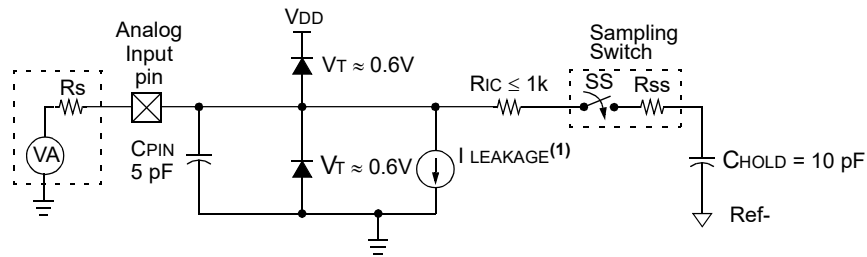 VDD
Analog
Input
pin
Sampling
Switch
VT ≈ 0.6V
RIC ≤ 1k
SS
Rss
Rs
VA
CPIN
5 pF
VT ≈ 0.6V
I LEAKAGE(1)
CHOLD = 10 pF
Ref-